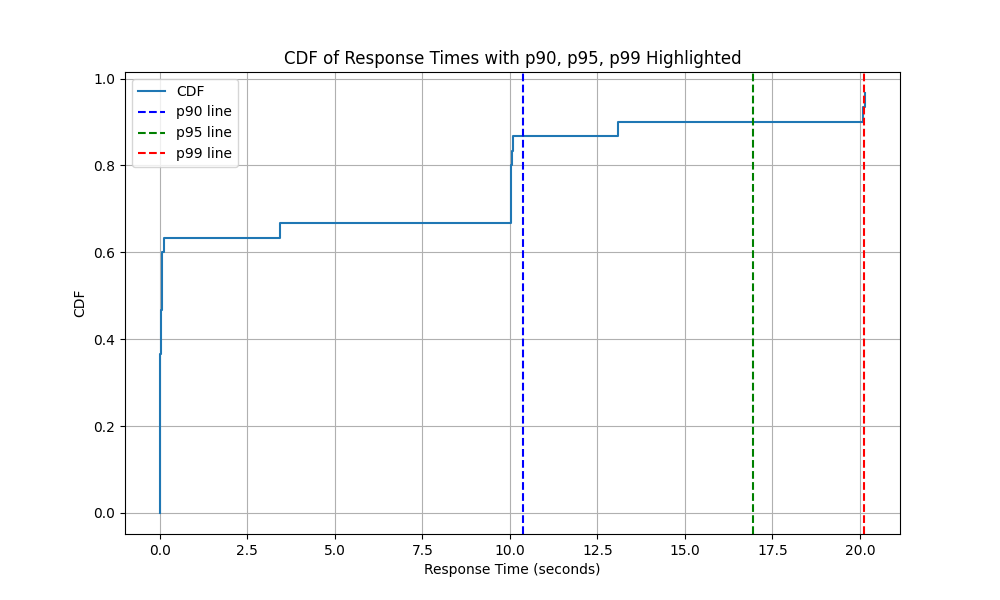 CDF of Response Times with p90, p95, p99 Highlighted
CDF
p90 line
p95 line
p99 line
1.0
0.8
0.6
0.4
0.2
0.0
CDF
0.0 2.5 5.0 7.5 10.0 12.5 15.0 17.5 20.0
Response Time (seconds)